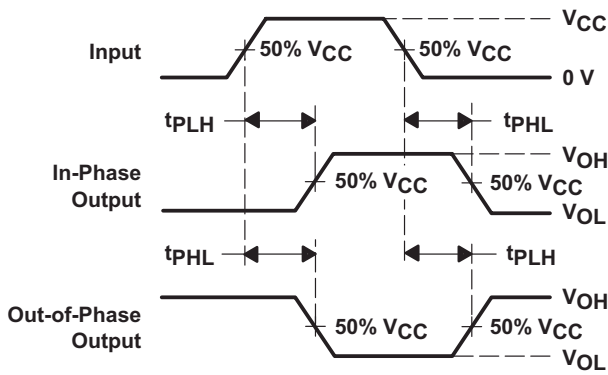 VCC
Input
50% VCC
50% VCC
0 V
tPLH
tPHL
VOH
In-Phase
Output
50% VCC
50% VCC
VOL
tPHL
tPLH
VOH
Out-of-Phase
Output
50% VCC
50% VCC
VOL